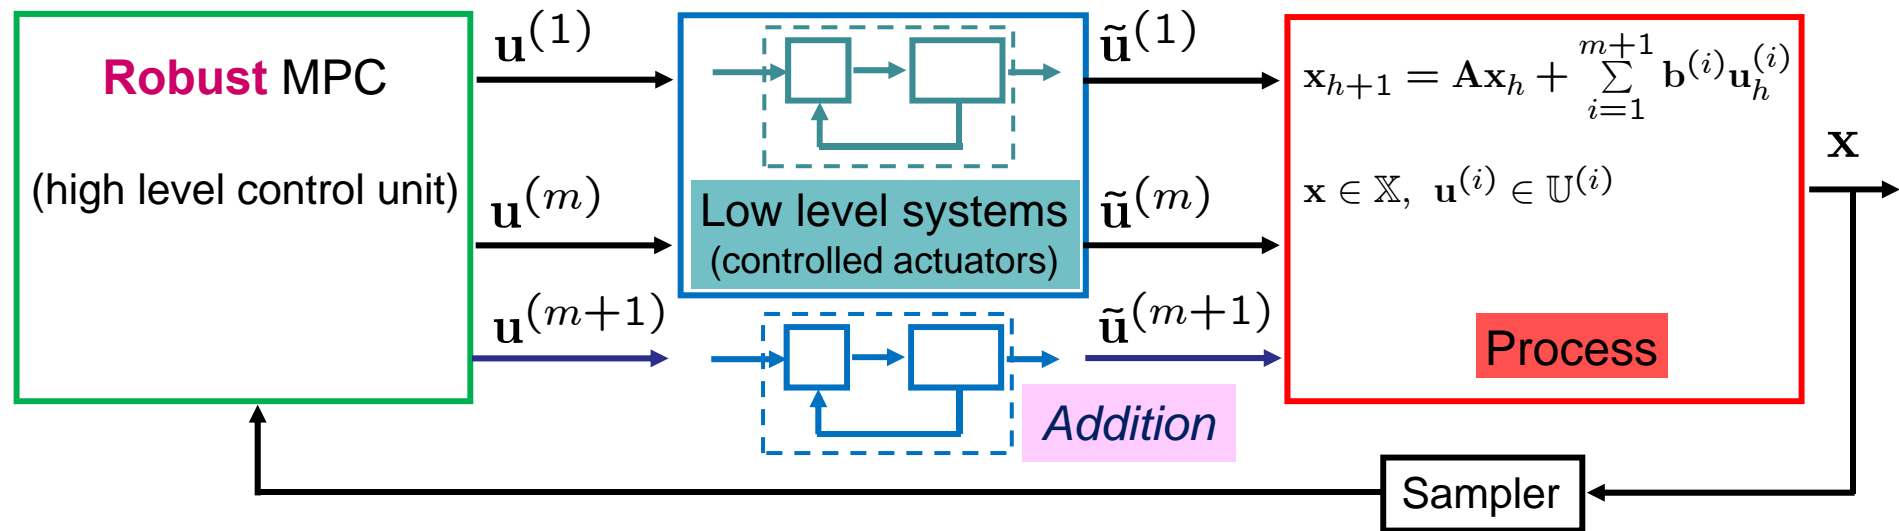 Robust MPC
(high level control unit)
𝐮^(1)
𝐮^(m)
𝐮^(m+1)
Low level systems
(controlled actuators)
Addition
𝐮̃^(1)
𝐮̃^(m)
𝐮̃^(m+1)
𝐱_{h+1} = 𝐀𝐱_h + ∑_{i=1}^{m+1} 𝐛^(i) 𝐮_h^(i)
𝐱 ∈ 𝕏, 𝐮^(i) ∈ 𝕌^(i)
Process
𝐱
Sampler